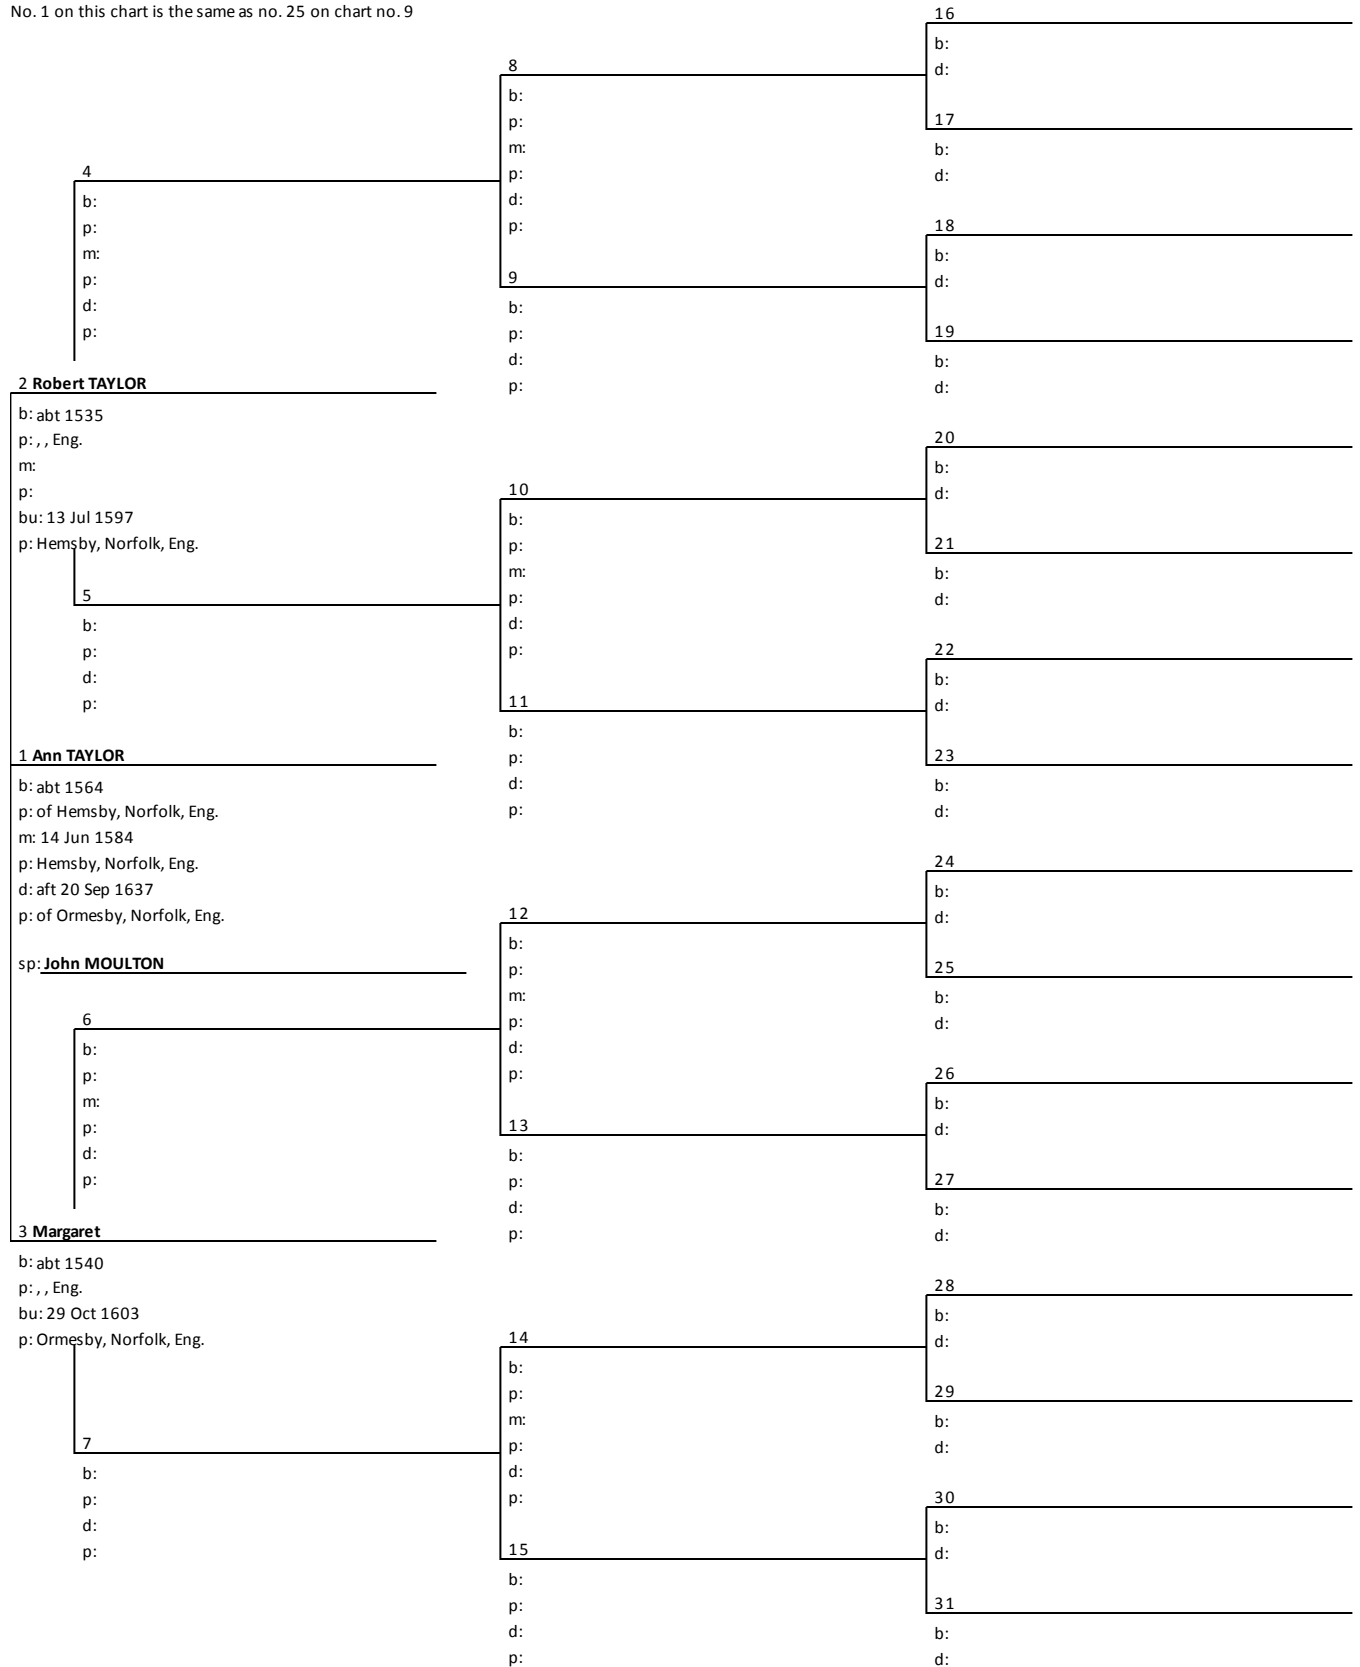 No. 1 on this chart is the same as no. 25 on chart no. 9
4
b:
p:
m:
p:
d:
p:
2 Robert TAYLOR
b: abt 1535
p: , , Eng.
m:
p:
bu: 13 Jul 1597
p: Hemsby, Norfolk, Eng.
5
b:
p:
d:
p:
1 Ann TAYLOR
b: abt 1564
p: of Hemsby, Norfolk, Eng.
m: 14 Jun 1584
p: Hemsby, Norfolk, Eng.
d: aft 20 Sep 1637
p: of Ormesby, Norfolk, Eng.
sp: John MOULTON
6
b:
p:
m:
p:
d:
p:
3 Margaret
b: abt 1540
p: , , Eng.
bu: 29 Oct 1603
p: Ormesby, Norfolk, Eng.
7
b:
p:
d:
p:
8
b:
p:
m:
p:
d:
p:
9
b:
p:
d:
p:
10
b:
p:
m:
p:
d:
p:
11
b:
p:
d:
p:
12
b:
p:
m:
p:
d:
p:
13
b:
p:
d:
p:
14
b:
p:
m:
p:
d:
p:
15
b:
p:
d:
p:
16
b:
d:
17
b:
d:
18
b:
d:
19
b:
d:
20
b:
d:
21
b:
d:
22
b:
d:
23
b:
d:
24
b:
d:
25
b:
d:
26
b:
d:
27
b:
d:
28
b:
d:
29
b:
d:
30
b:
d:
31
b:
d: